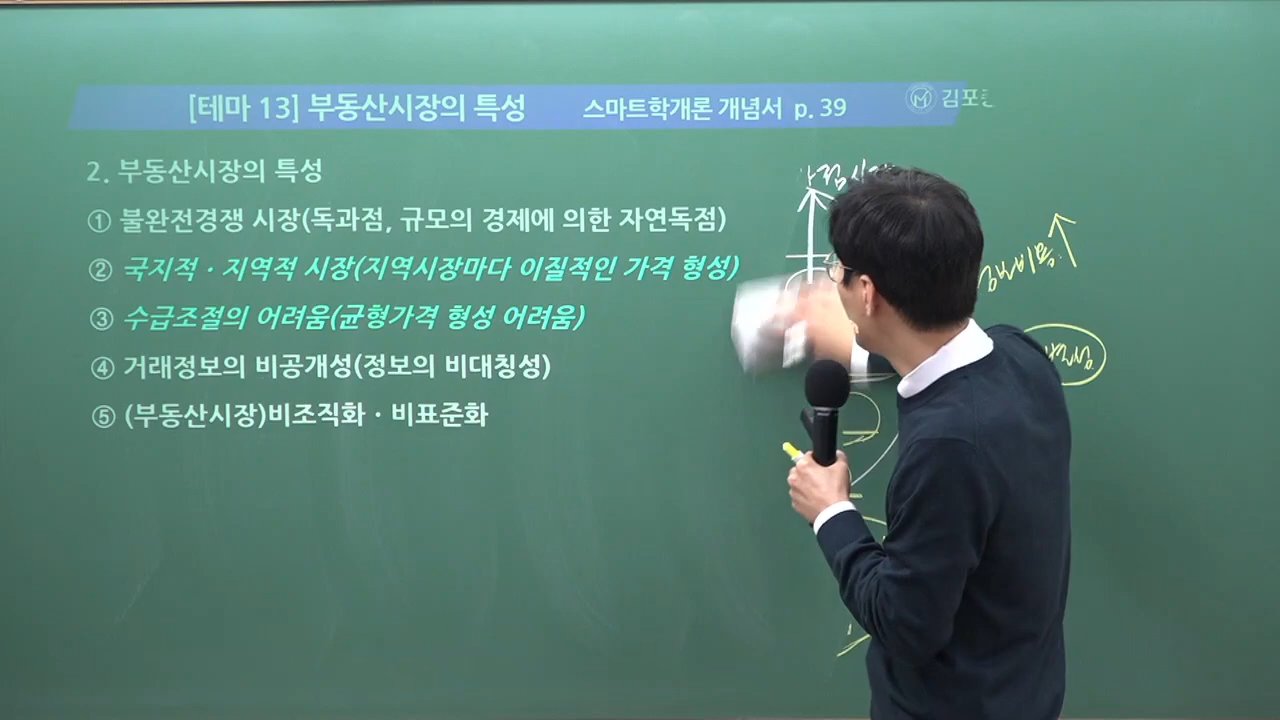 [테마 13] 부동산시장의 특성 스마트학개론 개념서 p. 39
김포
2. 부동산시장의 특성
① 불완전경쟁 시장(독과점, 규모의 경제에 의한 자연독점)
② 국지적 · 지역적 시장(지역시장마다 이질적인 가격 형성)
③ 수급조절의 어려움(균형가격 형성 어려움)
④ 거래정보의 비공개성(정보의 비대칭성)
⑤ (부동산시장)비조직화 · 비표준화